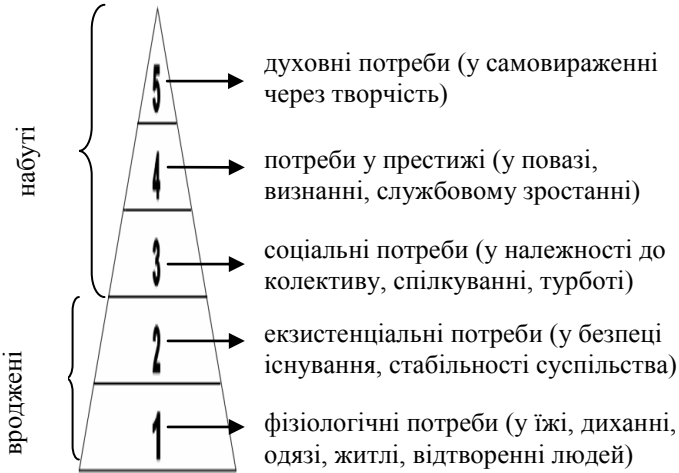 набуті
5
духовні потреби (у самовираженні
через творчість)
4
потреби у престижі (у повазі,
визнанні, службовому зростанні)
3
соціальні потреби (у належності до
колективу, спілкуванні, турботі)
вроджені
2
екзистенціальні потреби (у безпеці
існування, стабільності суспільства)
1
фізіологічні потреби (у їжі, диханні,
одязі, житлі, відтворенні людей)